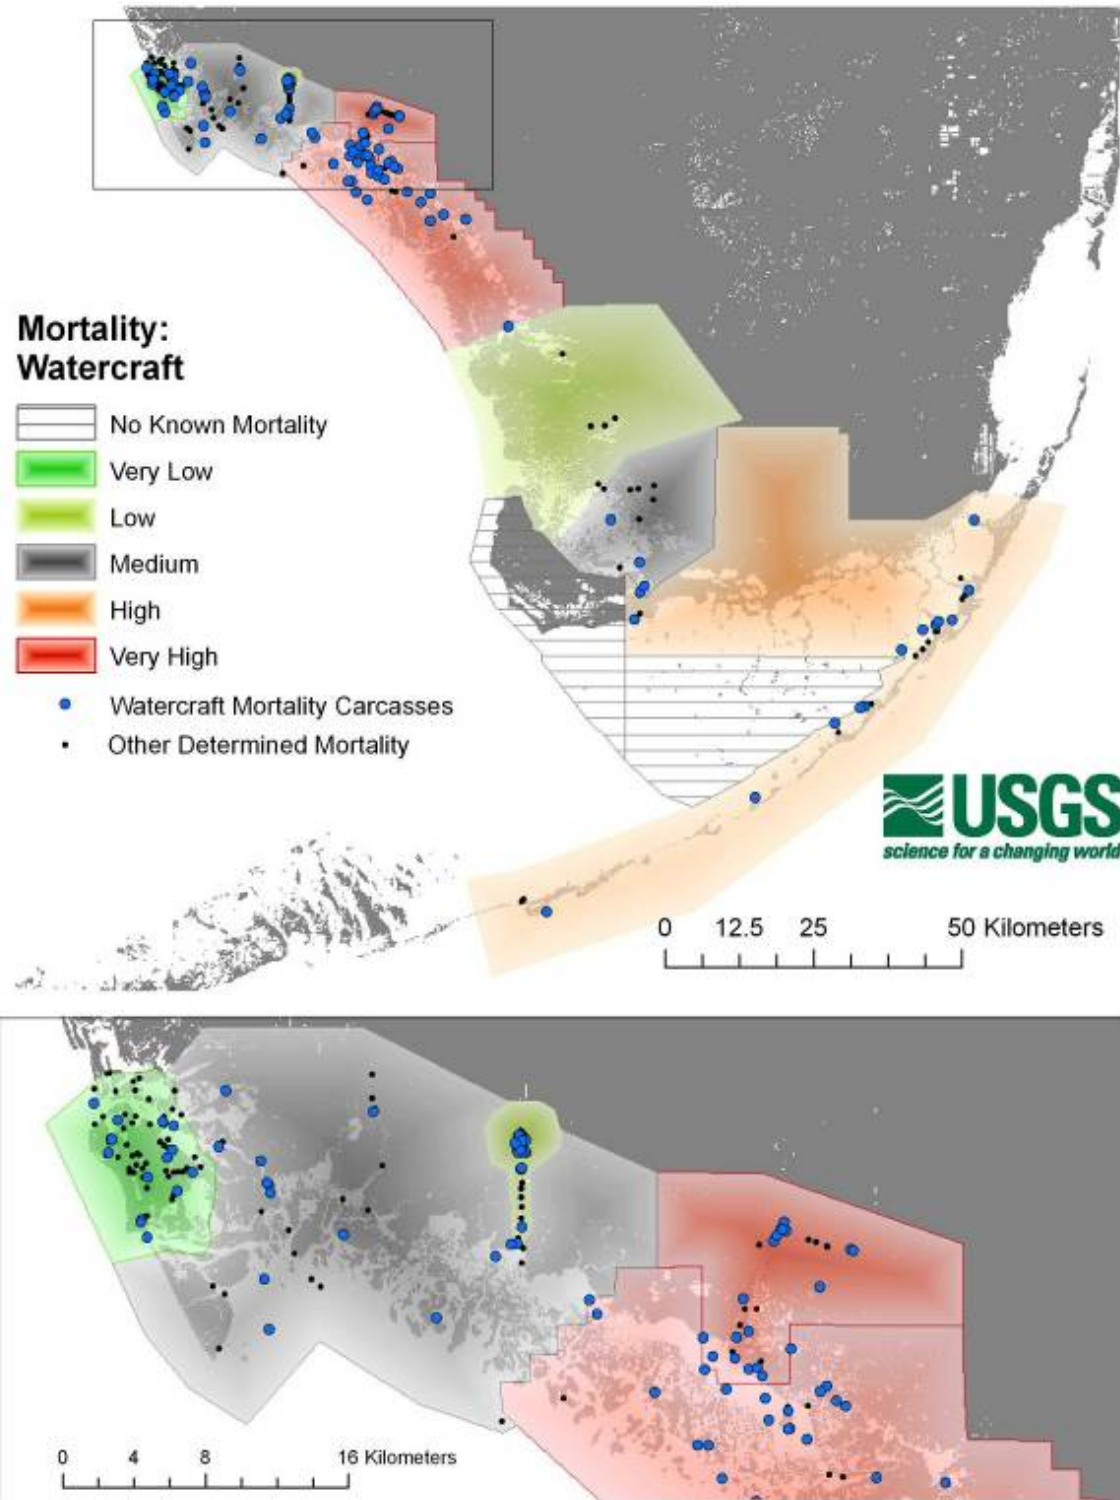 Mortality:
Watercraft
No Known Mortality
Very Low
Low
Medium
High
Very High
Watercraft Mortality Carcasses
Other Determined Mortality
USGS
science for a changing world
0 12.5 25 50 Kilometers
0 4 8 16 Kilometers